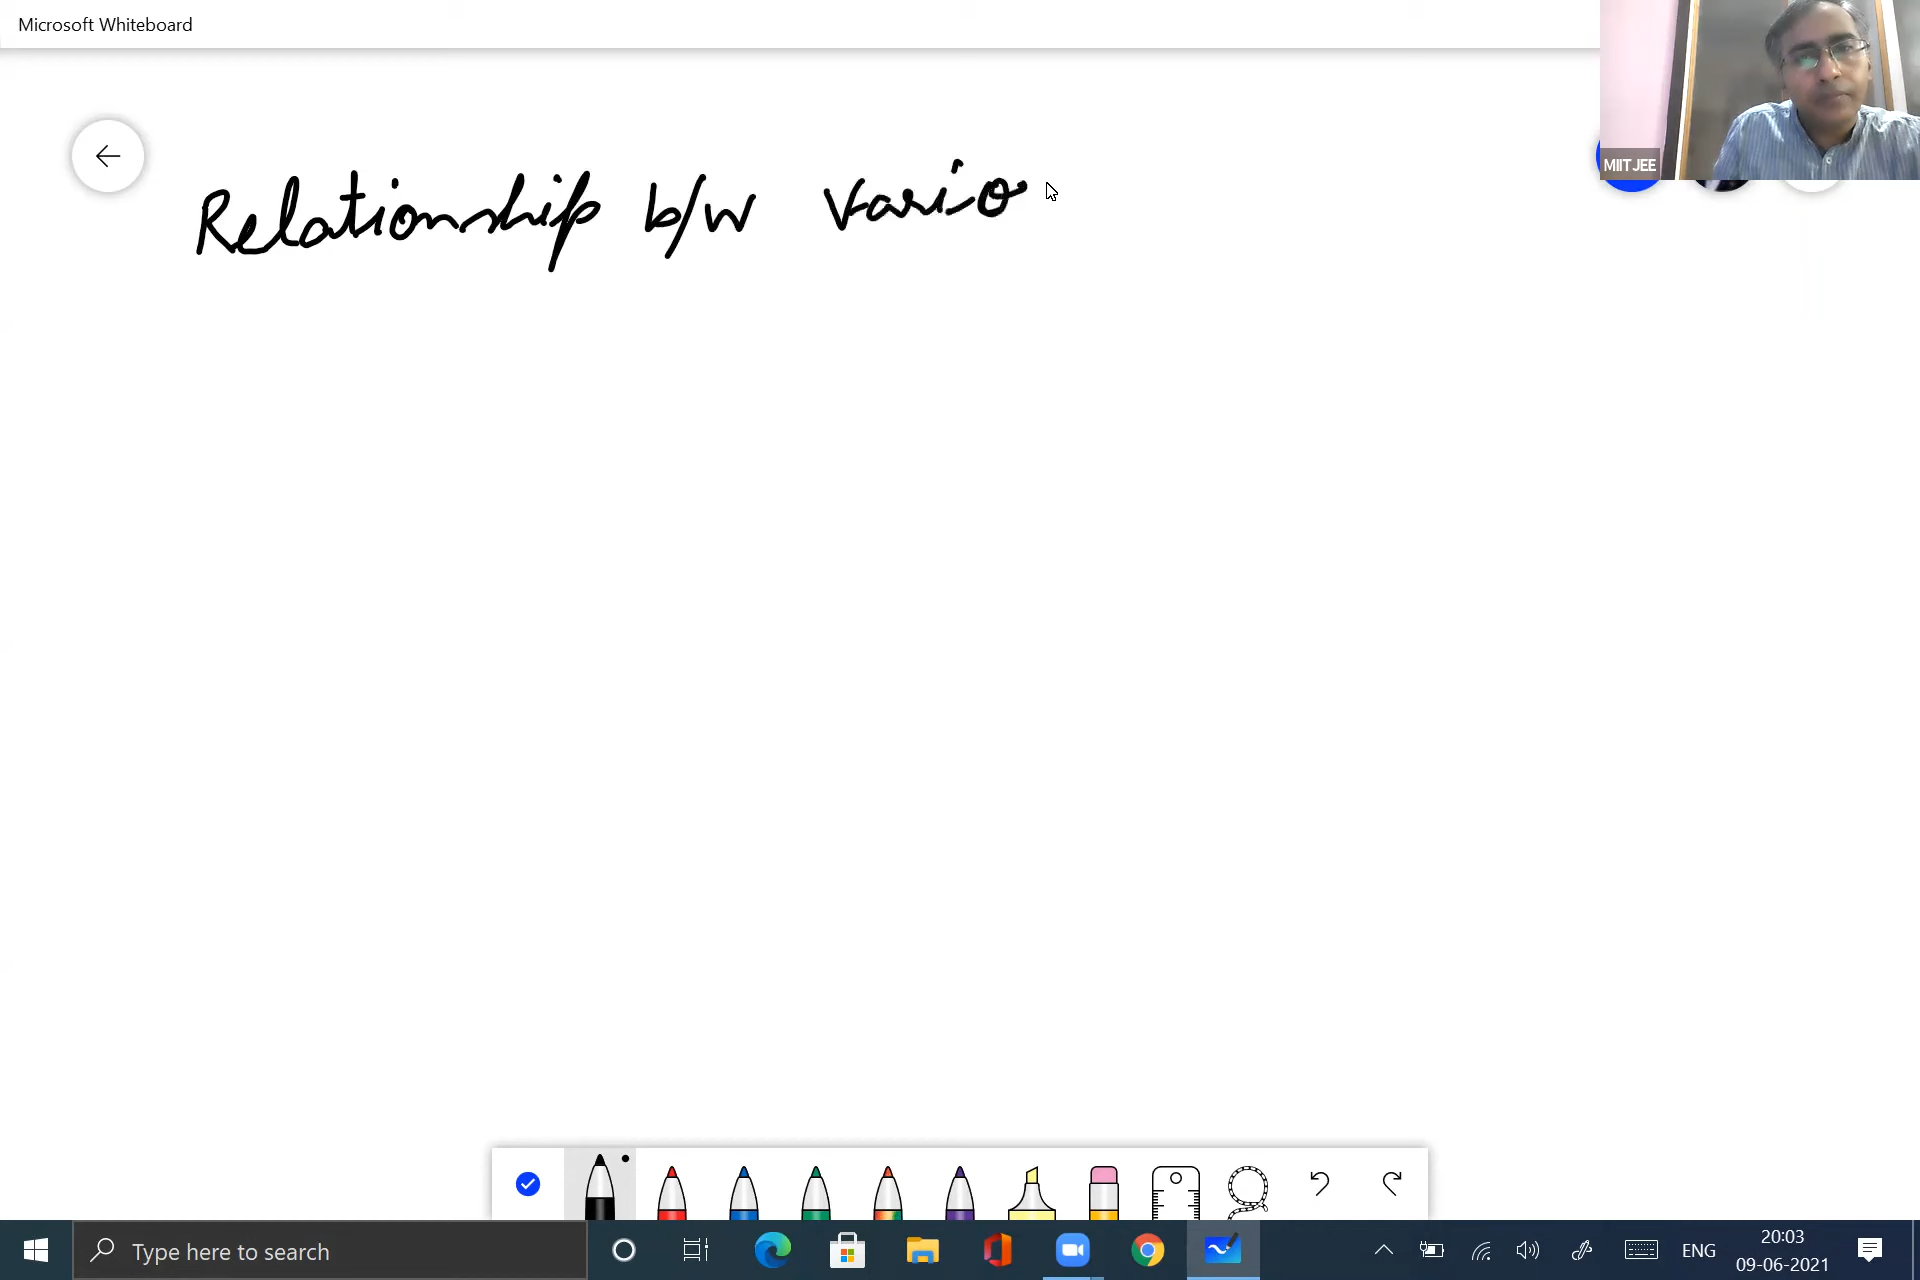 Microsoft Whiteboard
MIIT JEE
Relationship b/w vario
Type here to search
ENG
20:03
09-06-2021